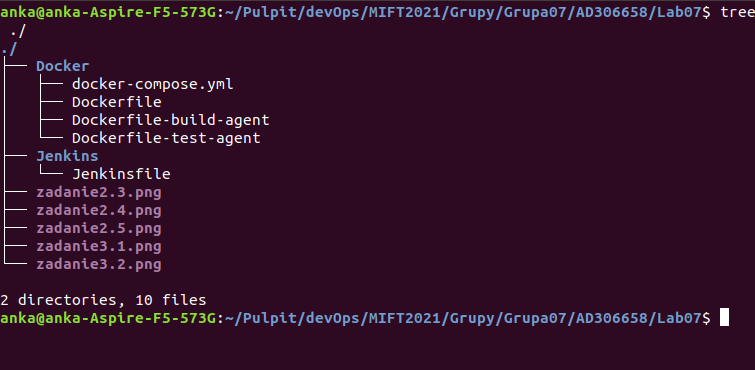 anka@anka-Aspire-F5-573G:~/Pulpit/devOps/MIFT2021/Grupy/Grupa07/AD306658/Lab07$ tree
 ./
./
├── Docker
│   ├── docker-compose.yml
│   ├── Dockerfile
│   ├── Dockerfile-build-agent
│   └── Dockerfile-test-agent
├── Jenkins
│   └── Jenkinsfile
├── zadanie2.3.png
├── zadanie2.4.png
├── zadanie2.5.png
├── zadanie3.1.png
└── zadanie3.2.png

2 directories, 10 files
anka@anka-Aspire-F5-573G:~/Pulpit/devOps/MIFT2021/Grupy/Grupa07/AD306658/Lab07$